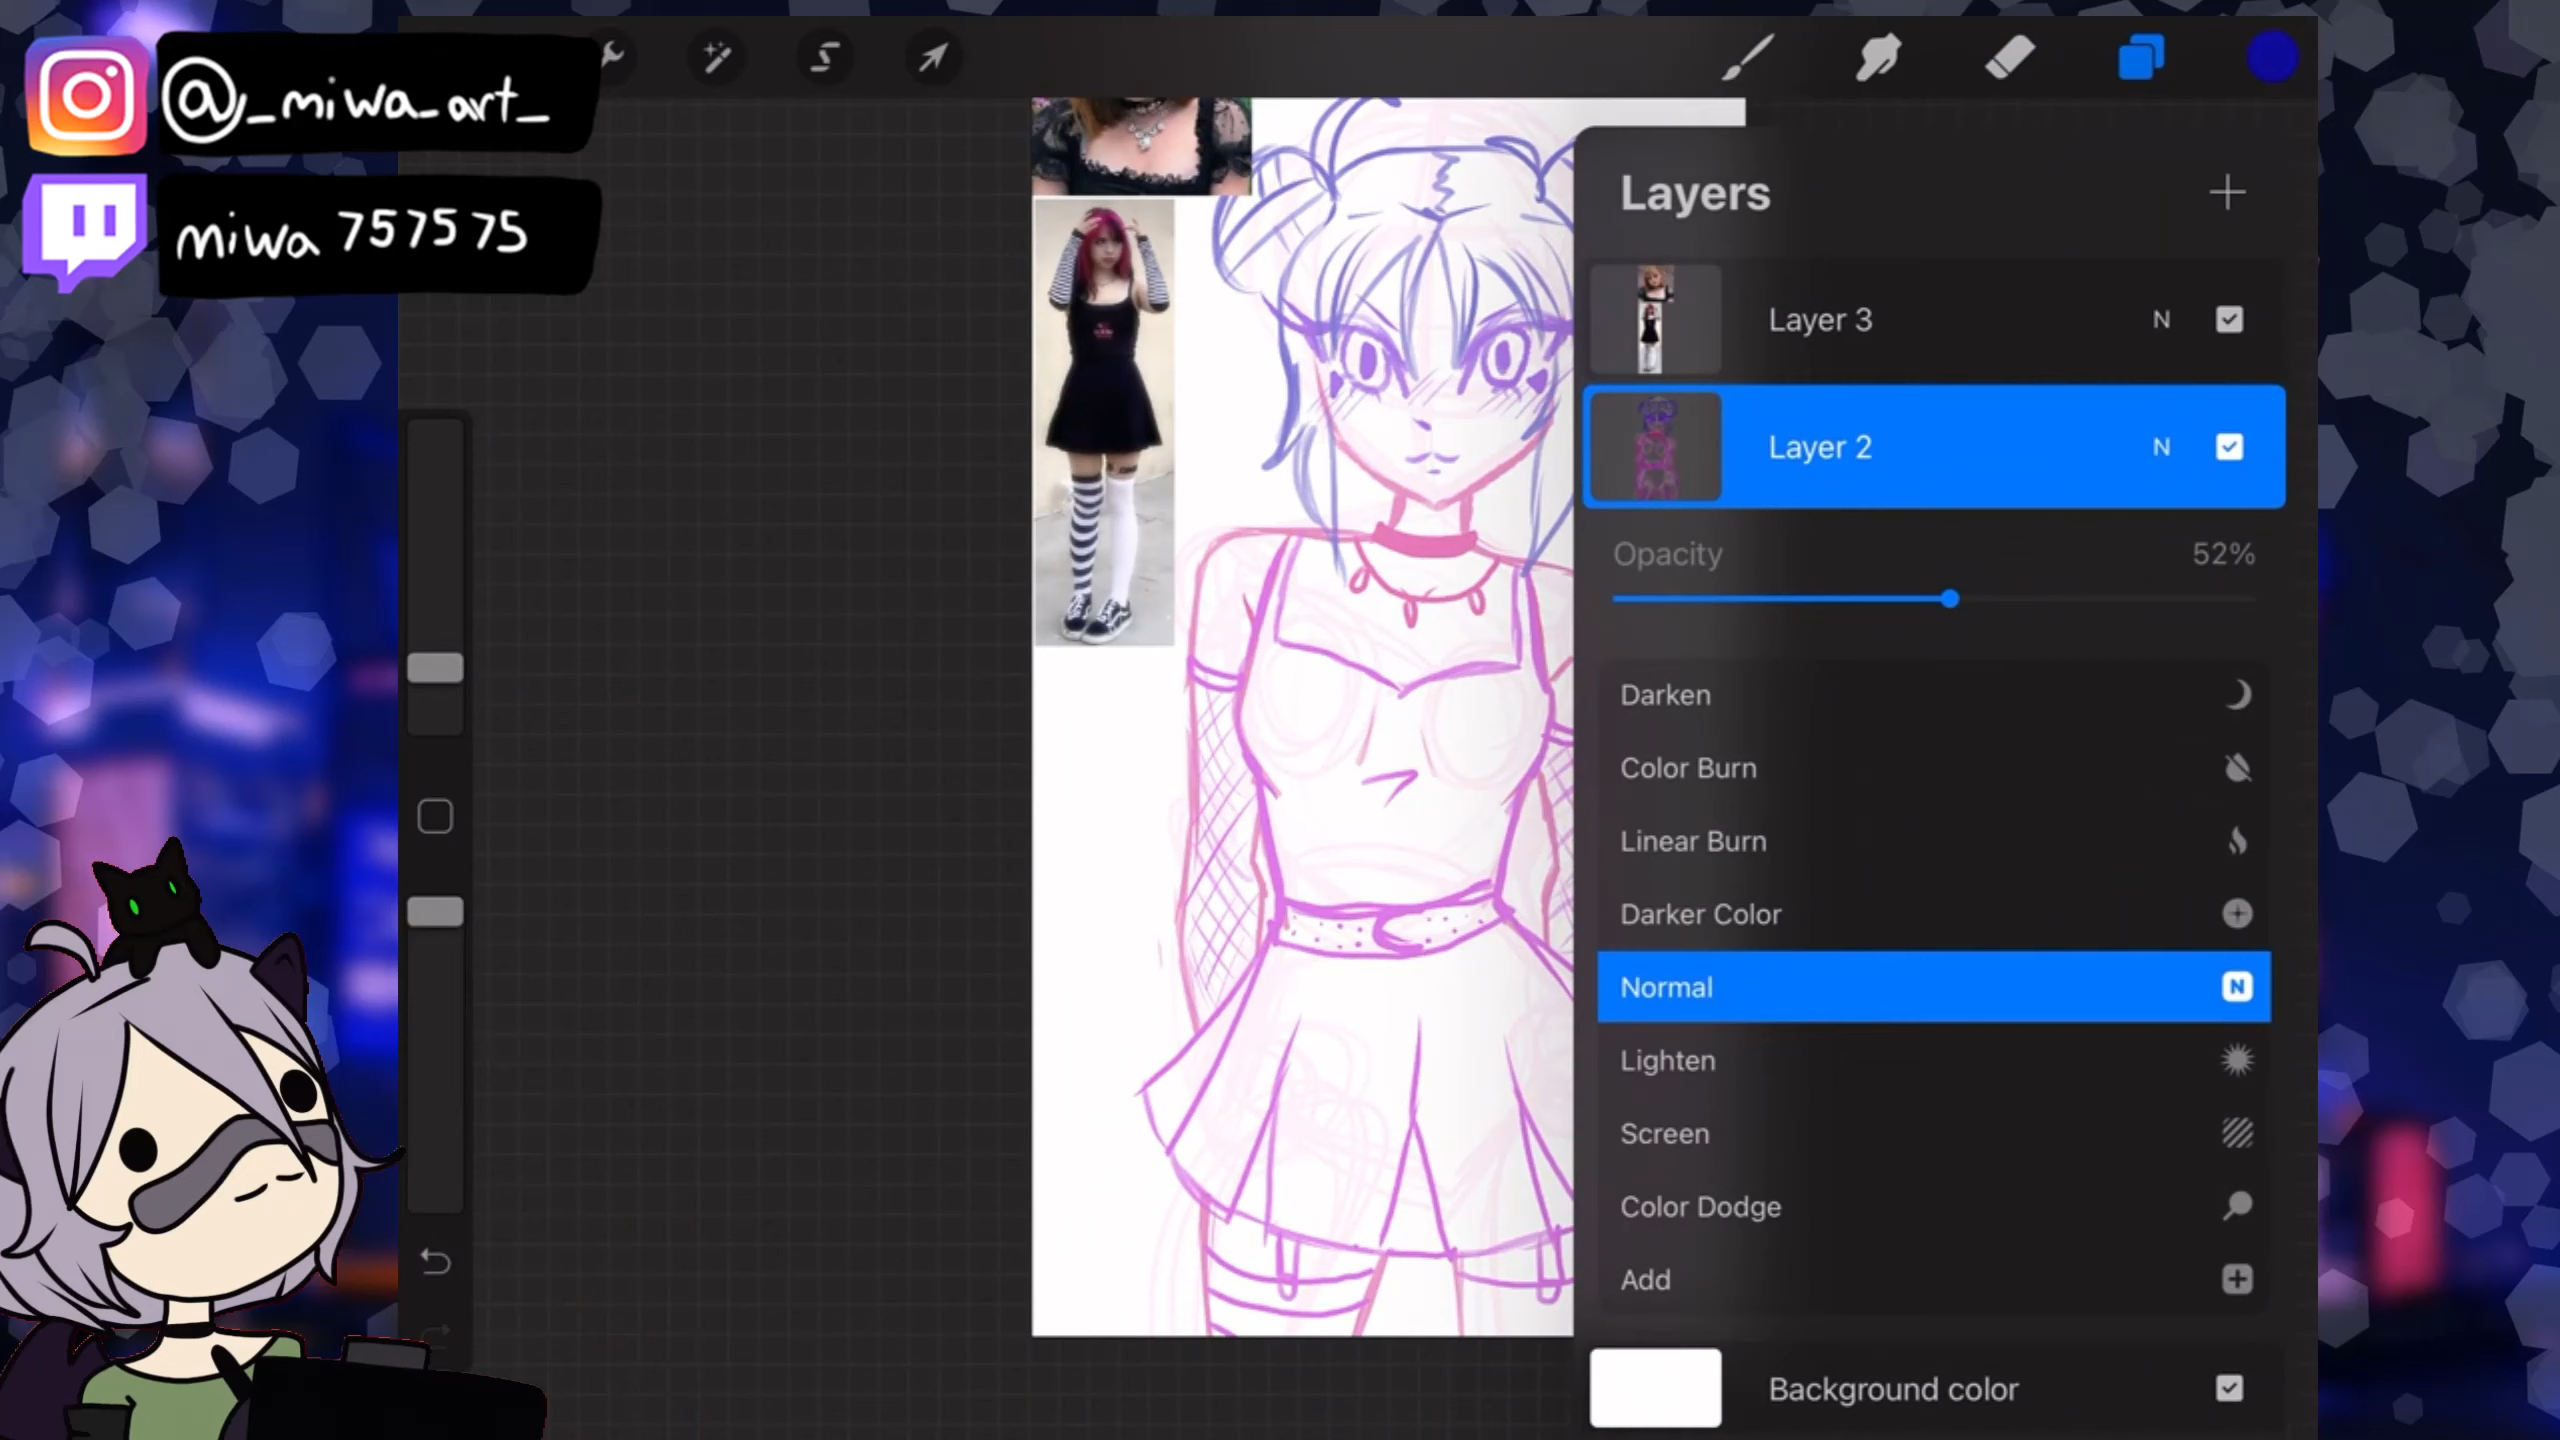 @_miwa_art_
miwa 757575
Layers
Layer 3 N
Layer 2 N
Opacity 52%
Darken
Color Burn
Linear Burn
Darker Color
Normal N
Lighten
Screen
Color Dodge
Add
Background color